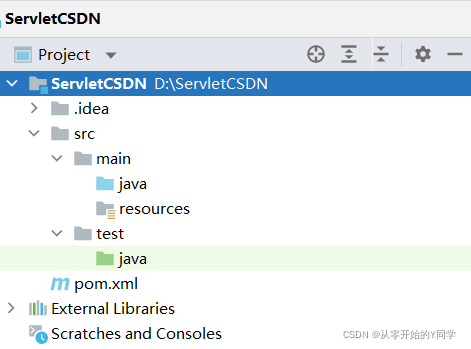 ServletCSDN
Project
ServletCSDN D:\ServletCSDN
.idea
src
main
java
resources
test
java
pom.xml
External Libraries
Scratches and Consoles
CSDN @从零开始的Y同学